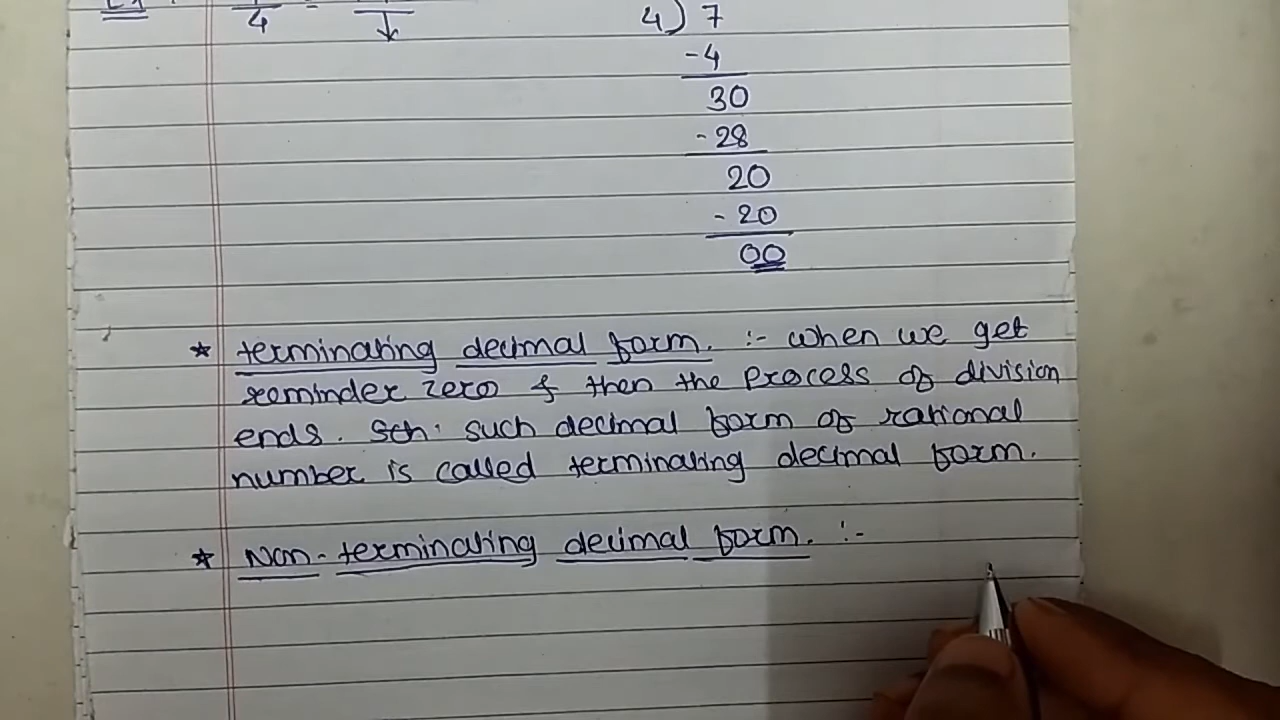 4
4 ) 7
-4
30
-28
20
-20
00
* terminating decimal form. :- when we get
reminder zero & then the process of division
ends. such decimal form of rational
number is called terminating decimal form.
* Non-terminating decimal form. :-